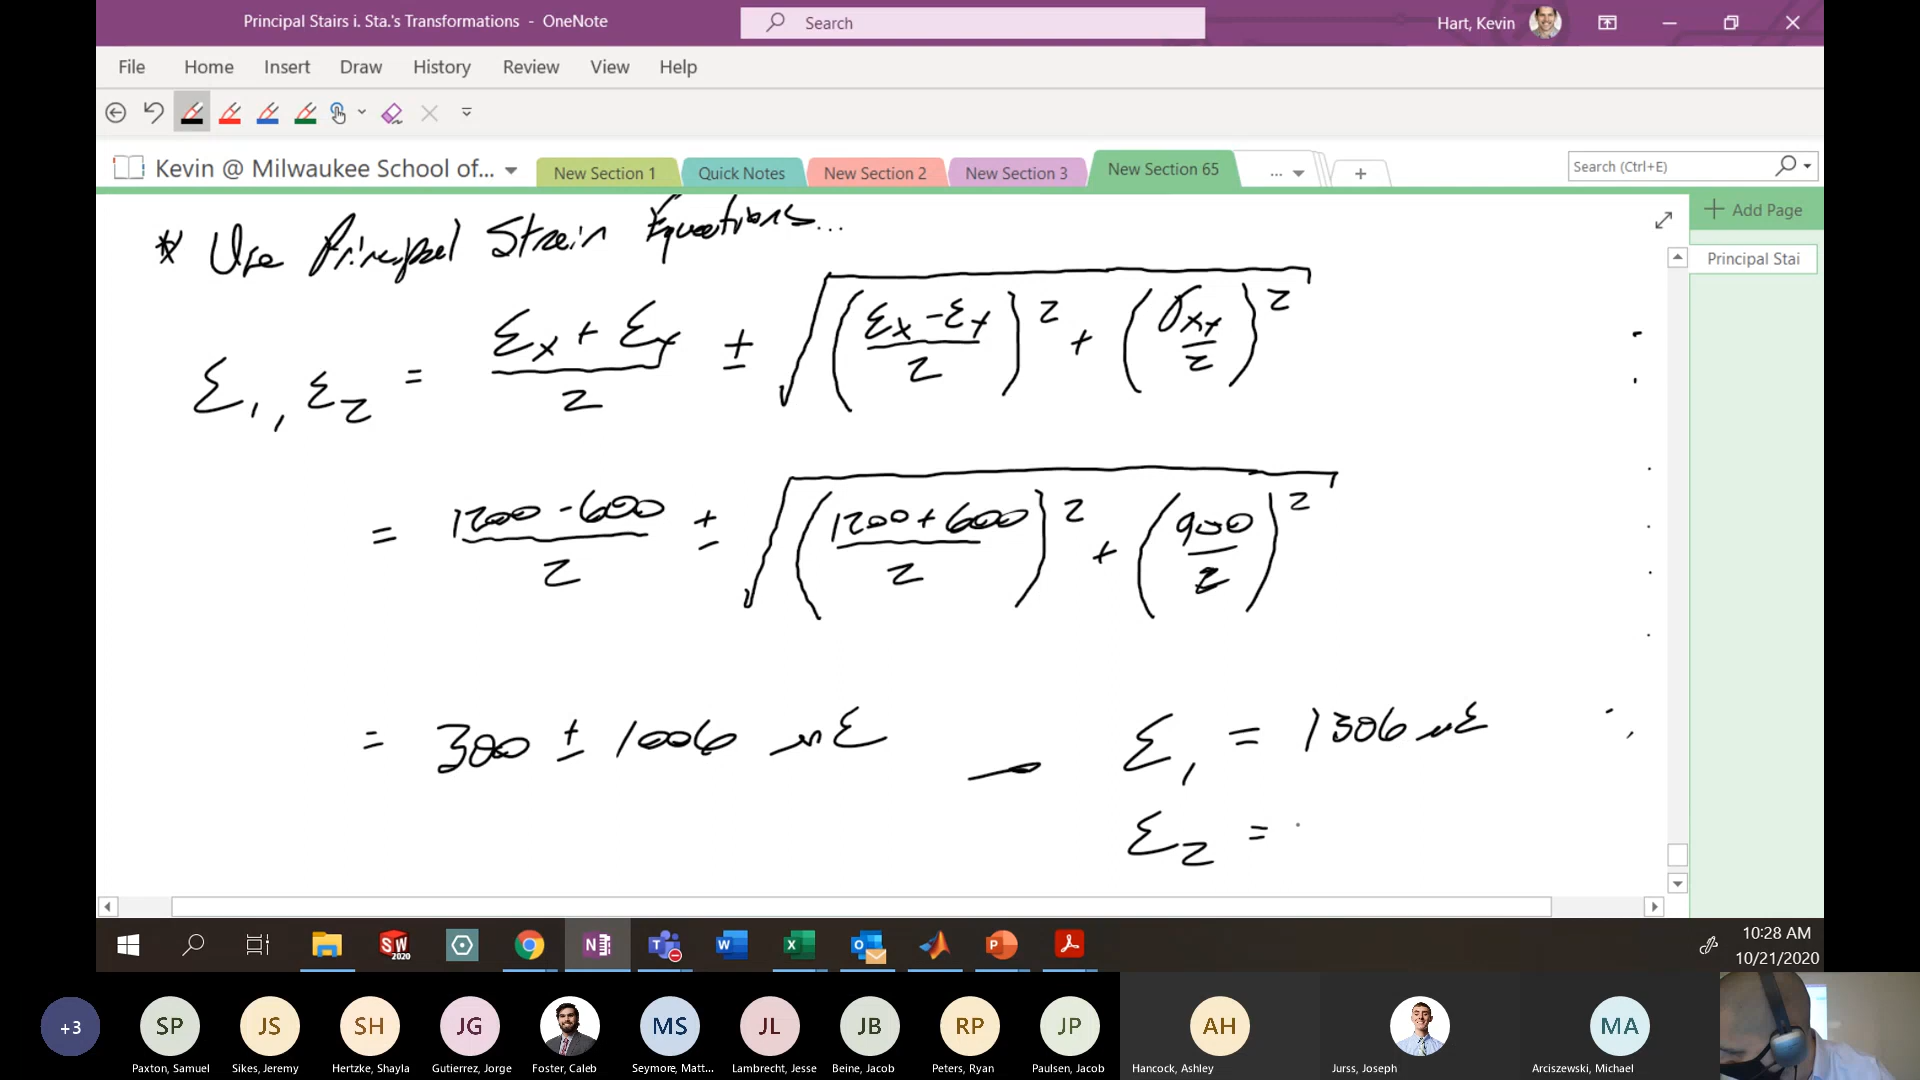 Principal Stairs i. Sta.'s Transformations - OneNote
Search
Hart, Kevin
File Home Insert Draw History Review View Help
Kevin @ Milwaukee School of...
New Section 1
Quick Notes
New Section 2
New Section 3
New Section 65
...
Search (Ctrl+E)
Add Page
Principal Stai
* Use Principal Strain Equations...
ε1, ε2 = (εx + εy)/2 ± √(((εx - εy)/2)² + (γxy/2)²)
= (1200 - 600)/2 ± √(((1200 + 600)/2)² + (900/2)²)
= 300 ± 1006 με → ε1 = 1306 με
ε2 =
SW 2020
10:28 AM
10/21/2020
+3 SP JS SH JG MS JL JB RP JP AH MA
Paxton, Samuel
Sikes, Jeremy
Hertzke, Shayla
Gutierrez, Jorge
Foster, Caleb
Seymore, Matt...
Lambrecht, Jesse
Beine, Jacob
Peters, Ryan
Paulsen, Jacob
Hancock, Ashley
Jurss, Joseph
Arciszewski, Michael